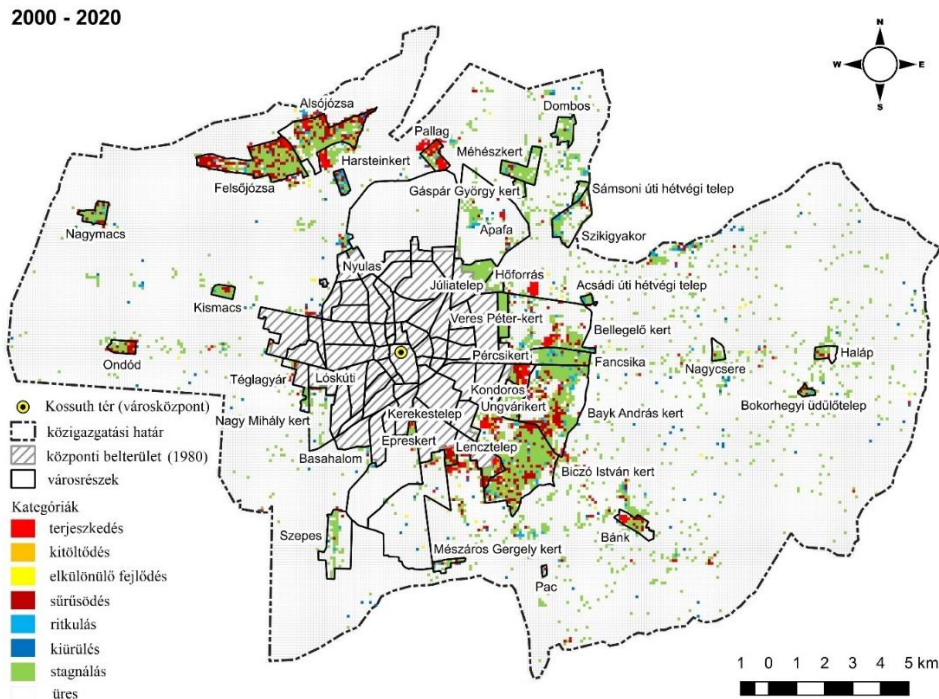 2000 - 2020
N
W E
S
Alsójózsa
Dombos
Pallag
Harsteinkert
Méhészkert
Felsőjózsa
Gáspár György kert
Sámsoni úti hétvégi telep
Nagymacs
Apafa
Szikigyakor
Nyulas
Hőforrás
Júliatelep
Acsádi úti hétvégi telep
Kismacs
Veres Péter-kert
Bellegelő kert
Ondód
Pércsikert
Fancsika
Nagycsere
Haláp
Téglagyár
Lóskúti
Kondoros
Bokorhegyi üdülőtelep
Ungvárikert
Nagy Mihály kert
Kerekestelep
Bayk András kert
Epreskert
Basahalom
Lencztelep
Biczó István kert
Szepes
Bánk
Mészáros Gergely kert
Pac
Kossuth tér (városközpont)
közigazgatási határ
központi belterület (1980)
városrészek
Kategóriák
terjeszkedés
kitöltődés
elkülönülő fejlődés
sűrűsödés
ritkulás
kiürülés
stagnálás
üres
1 0 1 2 3 4 5 km